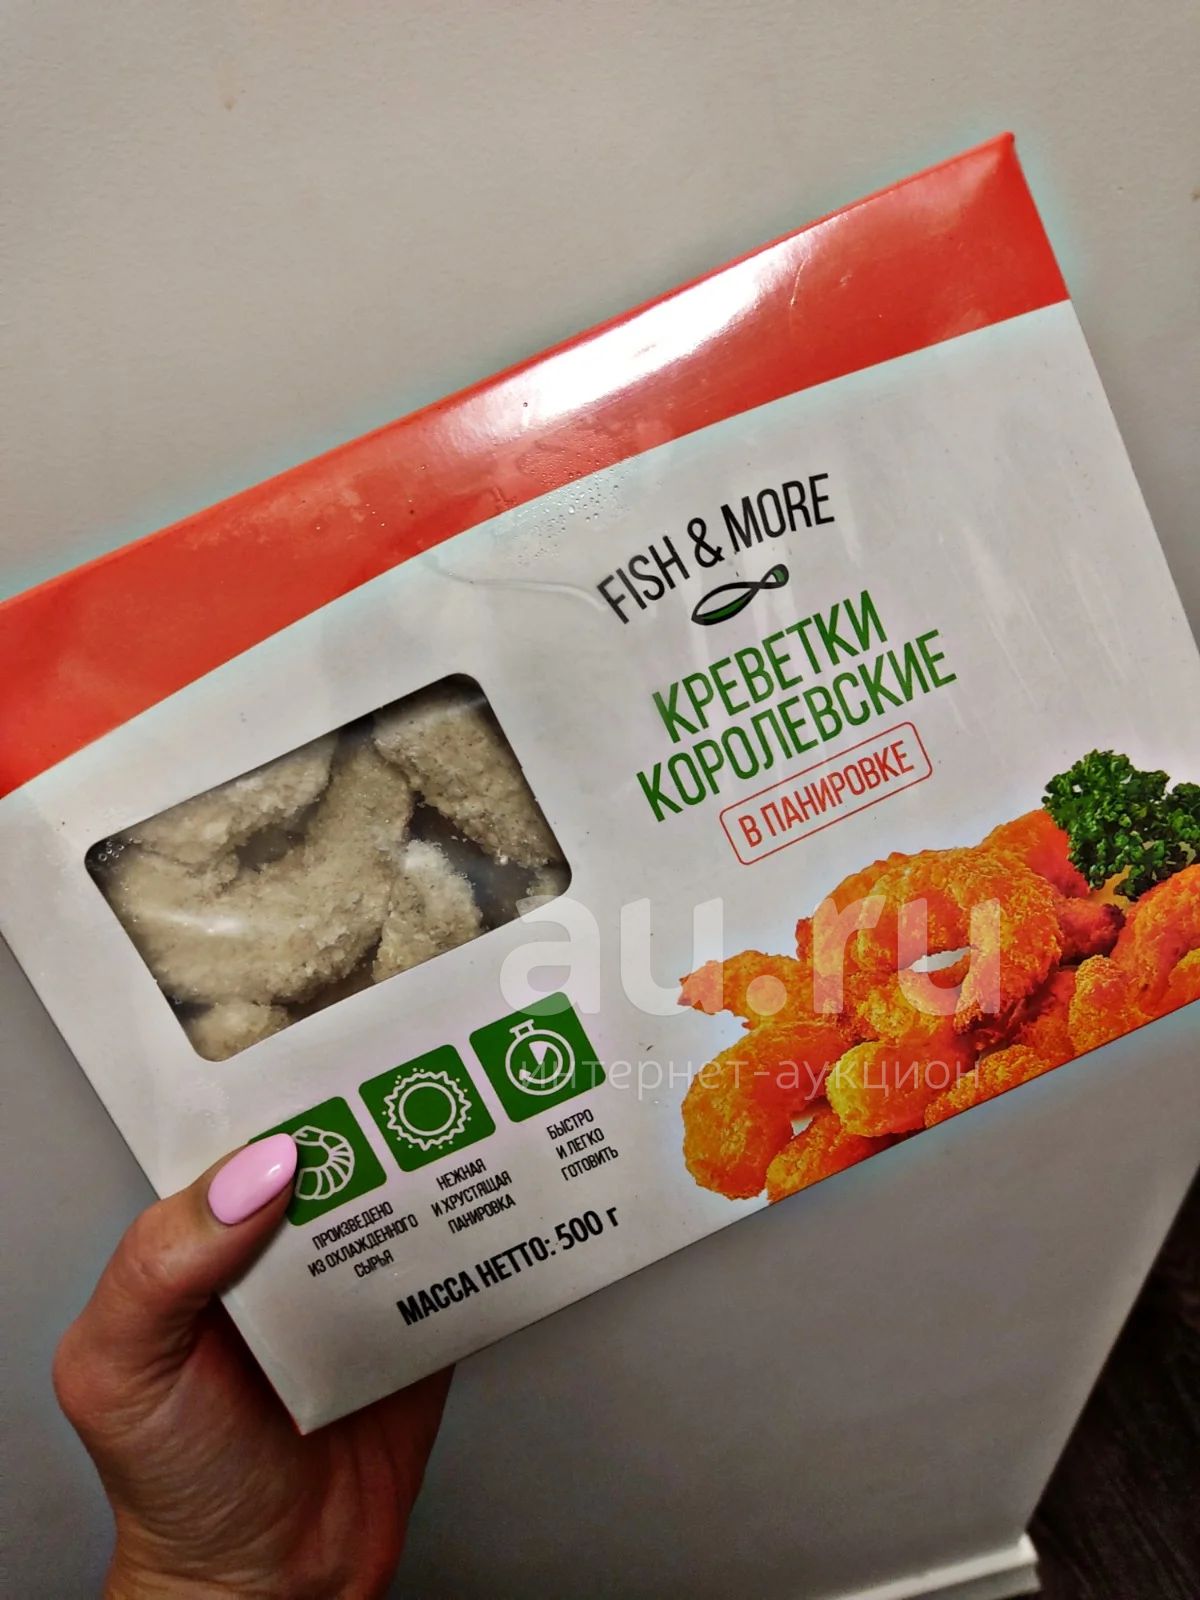 FISH & MORE
КРЕВЕТКИ
КОРОЛЕВСКИЕ
В ПАНИРОВКЕ
au.ru
интернет-аукцион
ПРОИЗВЕДЕНО
ИЗ ОХЛАЖДЕННОГО
СЫРЬЯ
НЕЖНАЯ
И ХРУСТЯЩАЯ
ПАНИРОВКА
БЫСТРО
И ЛЕГКО
ГОТОВИТЬ
МАССА НЕТТО: 500 г